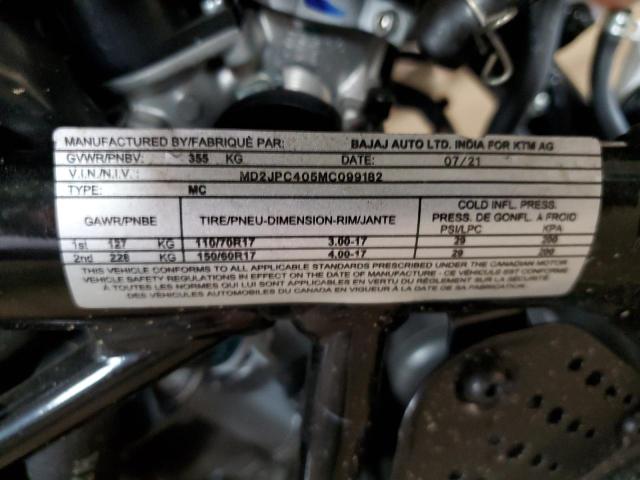 MANUFACTURED BY/FABRIQUÉ PAR: BAJAJ AUTO LTD. INDIA FOR KTM AG
GVWR/PNBV: 355 KG DATE: 07/21
V.I.N./N.I.V.: MD2JPC405MC099182
TYPE: MC
GAWR/PNBE TIRE/PNEU-DIMENSION-RIM/JANTE COLD INFL. PRESS.
PRESS. DE GONFL. A FROID
PSI/LPC KPA
1st 127 KG 110/70R17 3.00-17 29 200
2nd 228 KG 150/60R17 4.00-17 29 200
THIS VEHICLE CONFORMS TO ALL APPLICABLE STANDARDS PRESCRIBED UNDER THE CANADIAN MOTOR
VEHICLE SAFETY REGULATIONS IN EFFECT ON THE DATE OF MANUFACTURE - CE VÉHICULE EST CONFORME
À TOUTES LES NORMES QUI LUI SONT APPLICABLES EN VERTU DU RÉGLEMENT SUR LA SÉCURITÉ
DES VÉHICULES AUTOMOBILES DU CANADA EN VIGUEUR À LA DATE DE SA FABRICATION